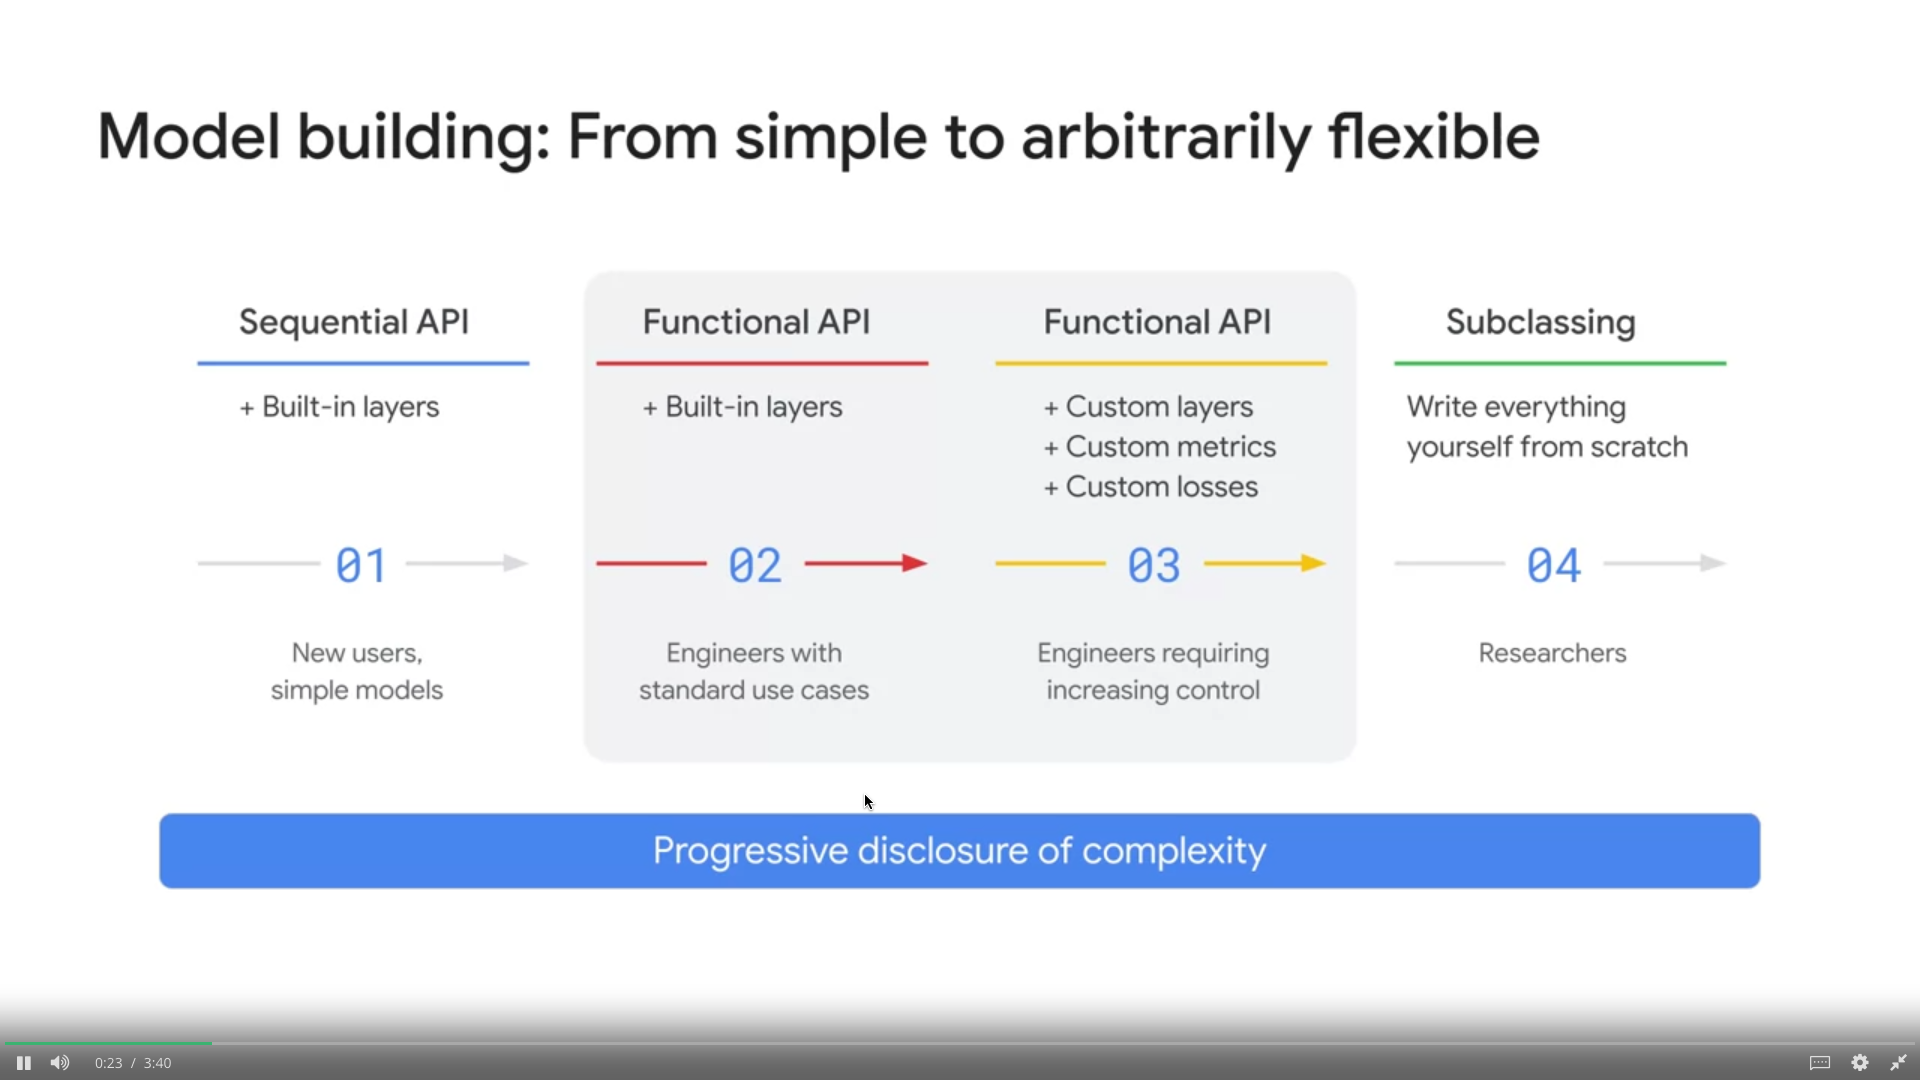 Model building: From simple to arbitrarily flexible
Sequential API
+ Built-in layers
01
New users,
simple models
Functional API
+ Built-in layers
02
Engineers with
standard use cases
Functional API
+ Custom layers
+ Custom metrics
+ Custom losses
03
Engineers requiring
increasing control
Subclassing
Write everything
yourself from scratch
04
Researchers
Progressive disclosure of complexity
0:23 / 3:40